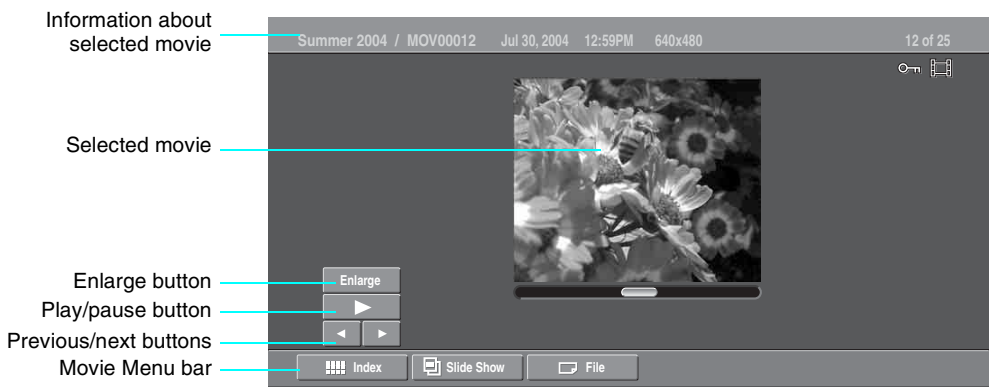 Information about
selected movie
Summer 2004 / MOV00012 Jul 30, 2004 12:59PM 640x480 12 of 25
Selected movie
Enlarge button
Enlarge
Play/pause button
Previous/next buttons
Movie Menu bar
Index Slide Show File